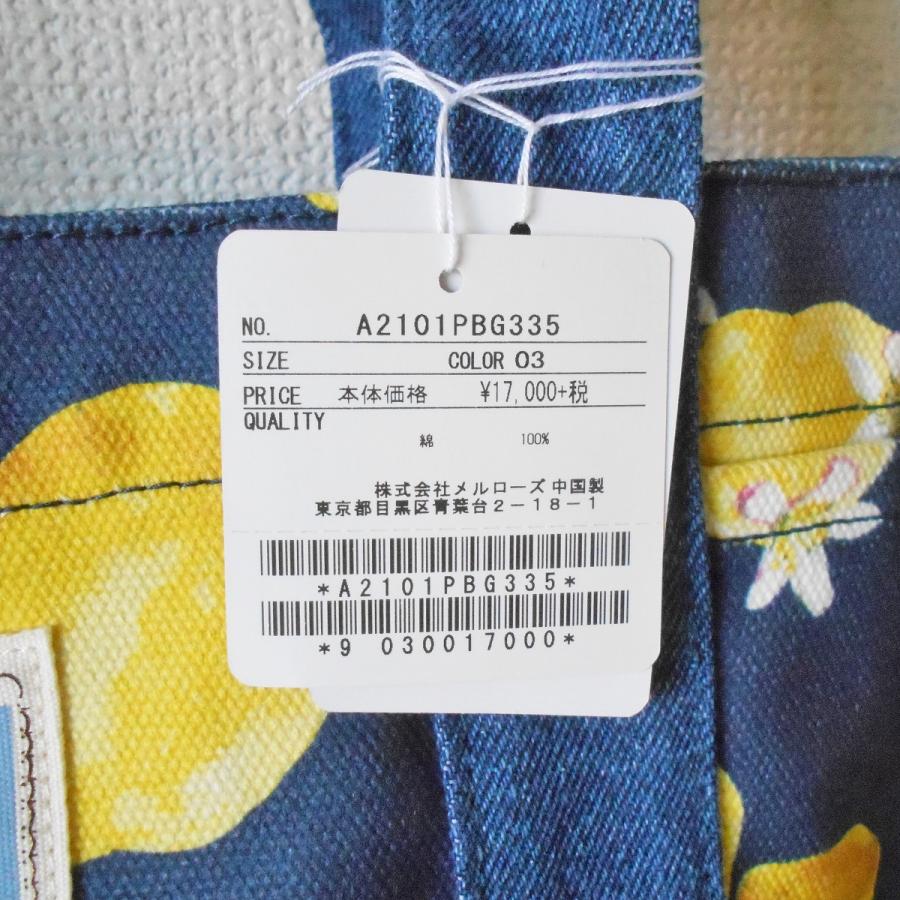 NO. A2101PBG335
SIZE COLOR 03
PRICE 本体価格 ¥17,000+税
QUALITY
綿 100%
株式会社メルローズ 中国製
東京都目黒区青葉台2-18-1
*A2101PBG335*
*9 030017000*